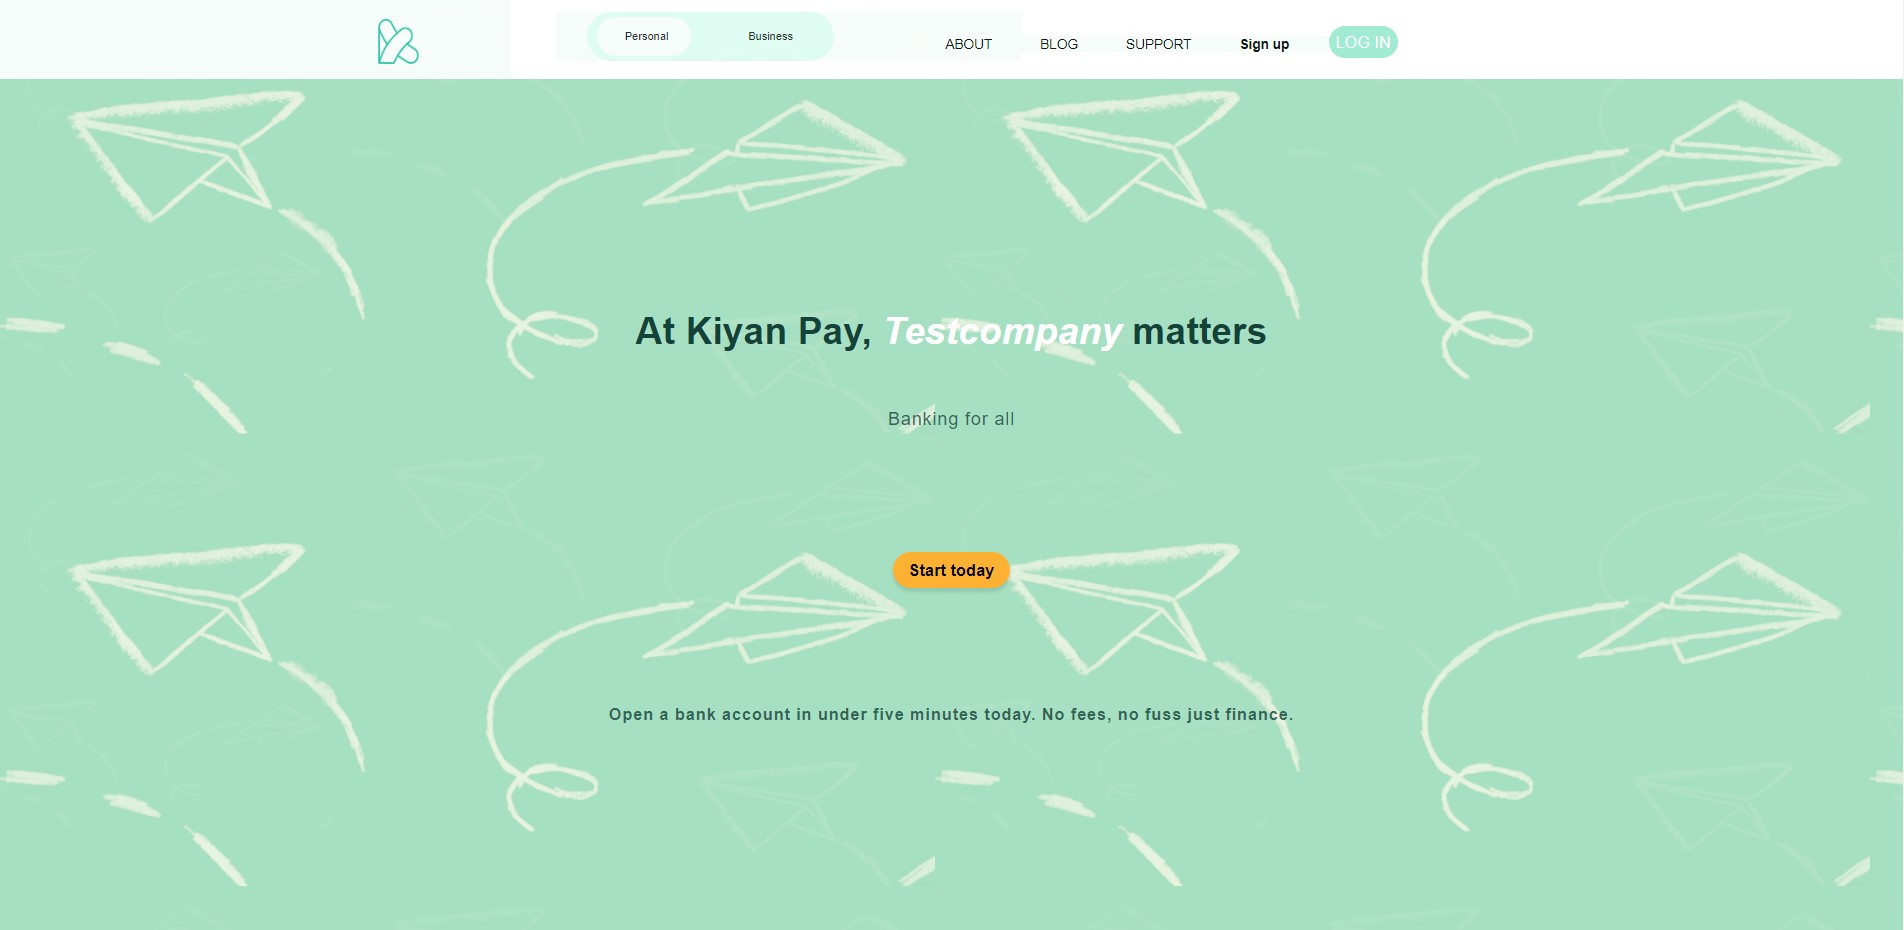 Personal
Business
ABOUT
BLOG
SUPPORT
Sign up
LOG IN
At Kiyan Pay, Testcompany matters
Banking for all
Start today
Open a bank account in under five minutes today. No fees, no fuss just finance.